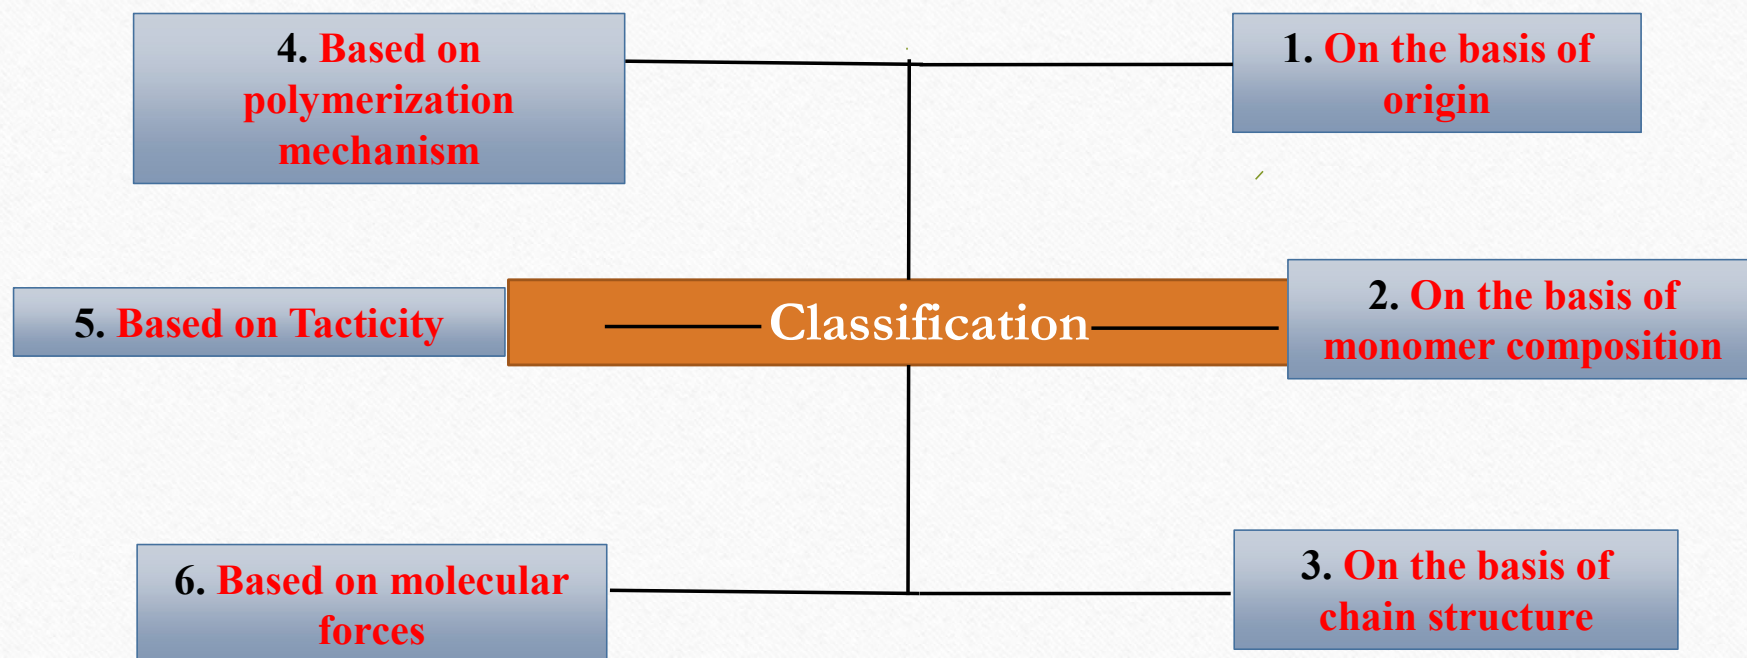 4. Based on
polymerization
mechanism
1. On the basis of
origin
5. Based on Tacticity
Classification
2. On the basis of
monomer composition
6. Based on molecular
forces
3. On the basis of
chain structure